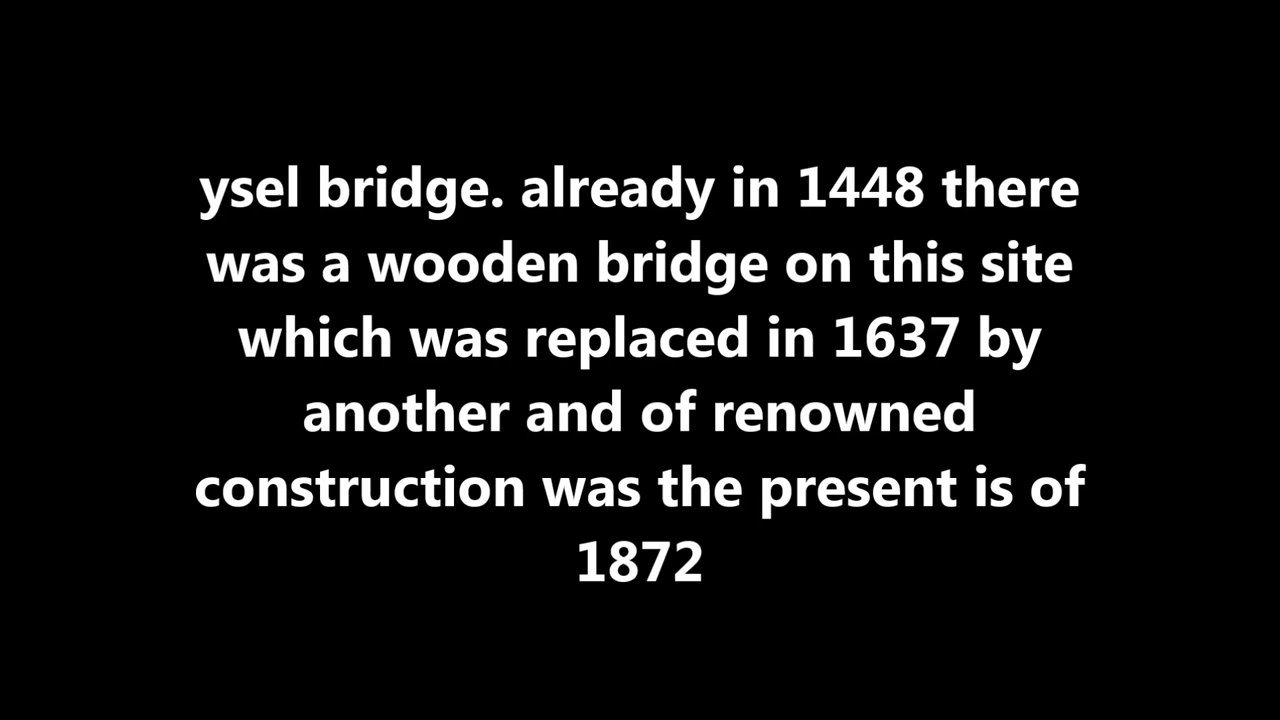 ysel bridge. already in 1448 there
was a wooden bridge on this site
which was replaced in 1637 by
another and of renowned
construction was the present is of
1872